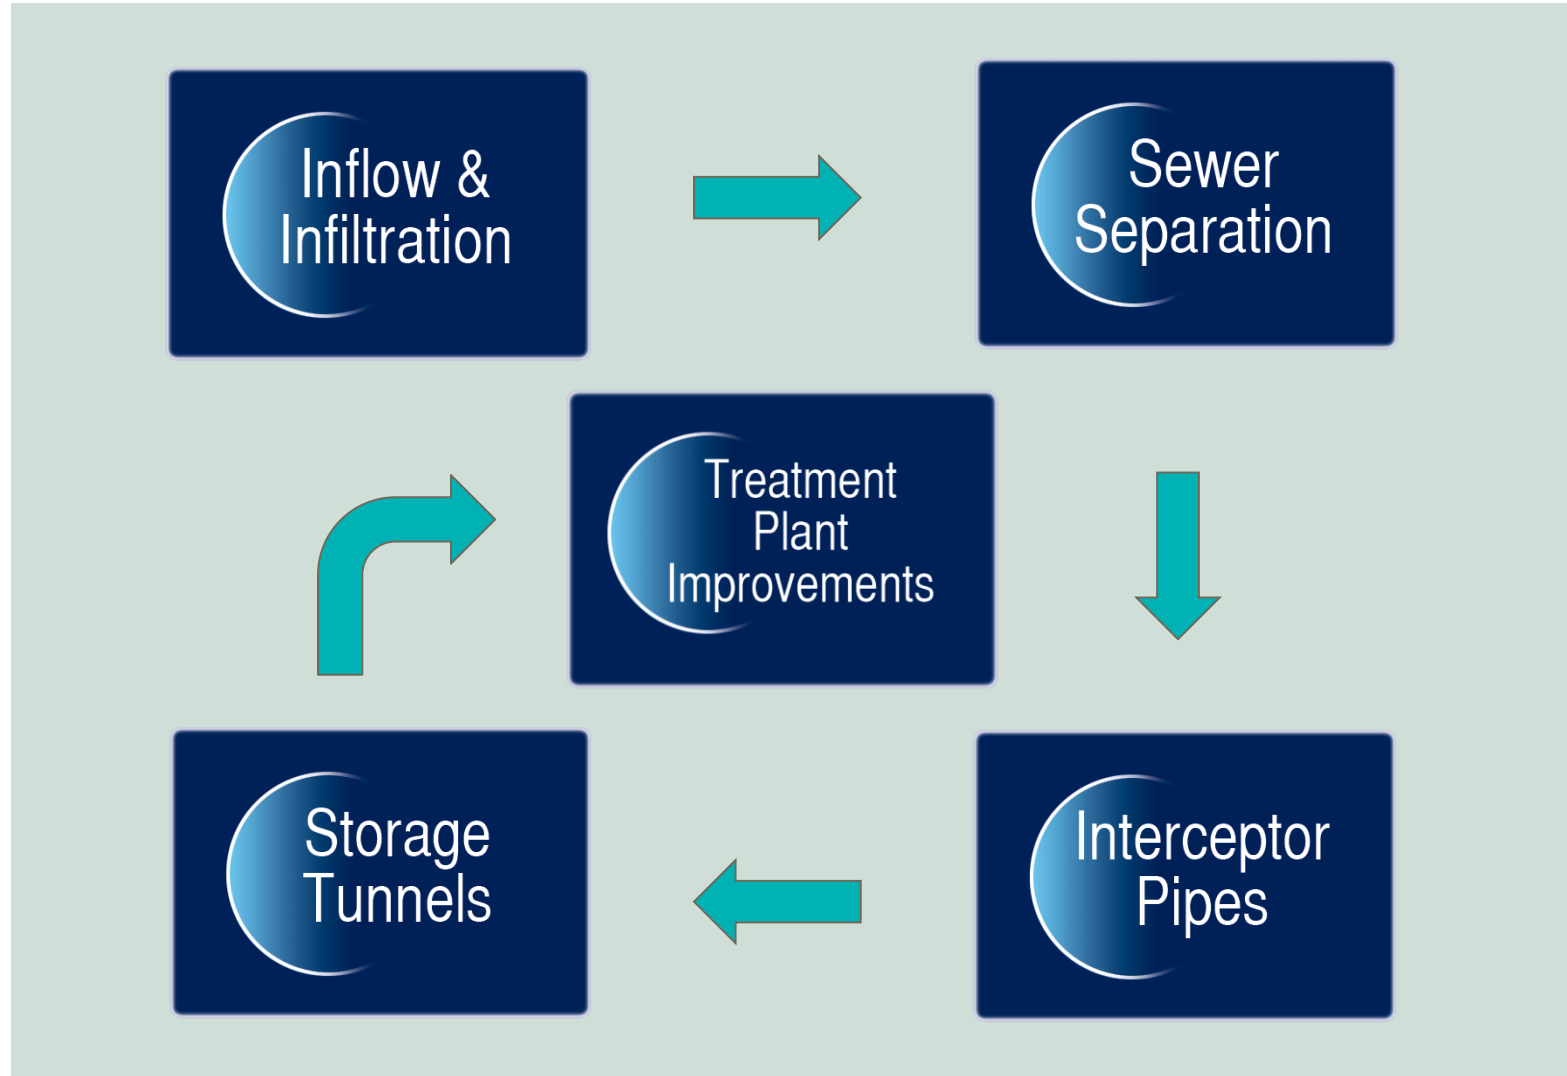 Inflow &
Infiltration
Sewer
Separation
Treatment
Plant
Improvements
Storage
Tunnels
Interceptor
Pipes